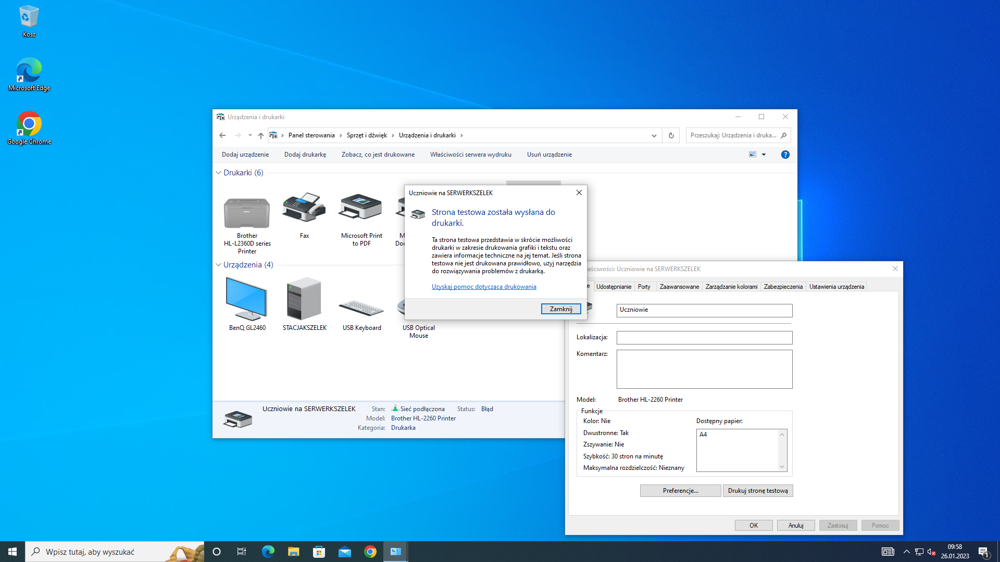 Kosz
Microsoft Edge
Google Chrome
Urządzenia i drukarki
Panel sterowania
Sprzęt i dźwięk
Urządzenia i drukarki
Przeszukaj: Urządzenia i druka...
Dodaj urządzenie
Dodaj drukarkę
Zobacz, co jest drukowane
Właściwości serwera wydruku
Usuń urządzenie
Drukarki (6)
Brother
HL-L2360D series
Printer
Fax
Microsoft Print
to PDF
Urządzenia (4)
BenQ GL2460
STACJAKSZELEK
USB Keyboard
USB Optical
Mouse
Uczniowie na SERWERKSZELEK
Stan: Sieć podłączona
Status: Błąd
Model: Brother HL-2260 Printer
Kategoria: Drukarka
Uczniowie na SERWERKSZELEK
Strona testowa została wysłana do
drukarki.
Ta strona testowa przedstawia w skrócie możliwości
drukarki w zakresie drukowania grafiki i tekstu oraz
zawiera informacje techniczne na jej temat. Jeśli strona
testowa nie jest drukowana prawidłowo, użyj narzędzia
do rozwiązywania problemów z drukarką.
Uzyskaj pomoc dotycząca drukowania
Zamknij
aściwości: Uczniowie na SERWERKSZELEK
e
Udostępnianie
Porty
Zaawansowane
Zarządzanie kolorami
Zabezpieczenia
Ustawienia urządzenia
Uczniowie
Lokalizacja:
Komentarz:
Model: Brother HL-2260 Printer
Funkcje
Kolor: Nie
Dwustronne: Tak
Zszywanie: Nie
Szybkość: 30 stron na minutę
Maksymalna rozdzielczość: Nieznany
Dostępny papier:
A4
Preferencje...
Drukuj stronę testową
OK
Anuluj
Zastosuj
Pomoc
Wpisz tutaj, aby wyszukać
09:58
26.01.2023
1